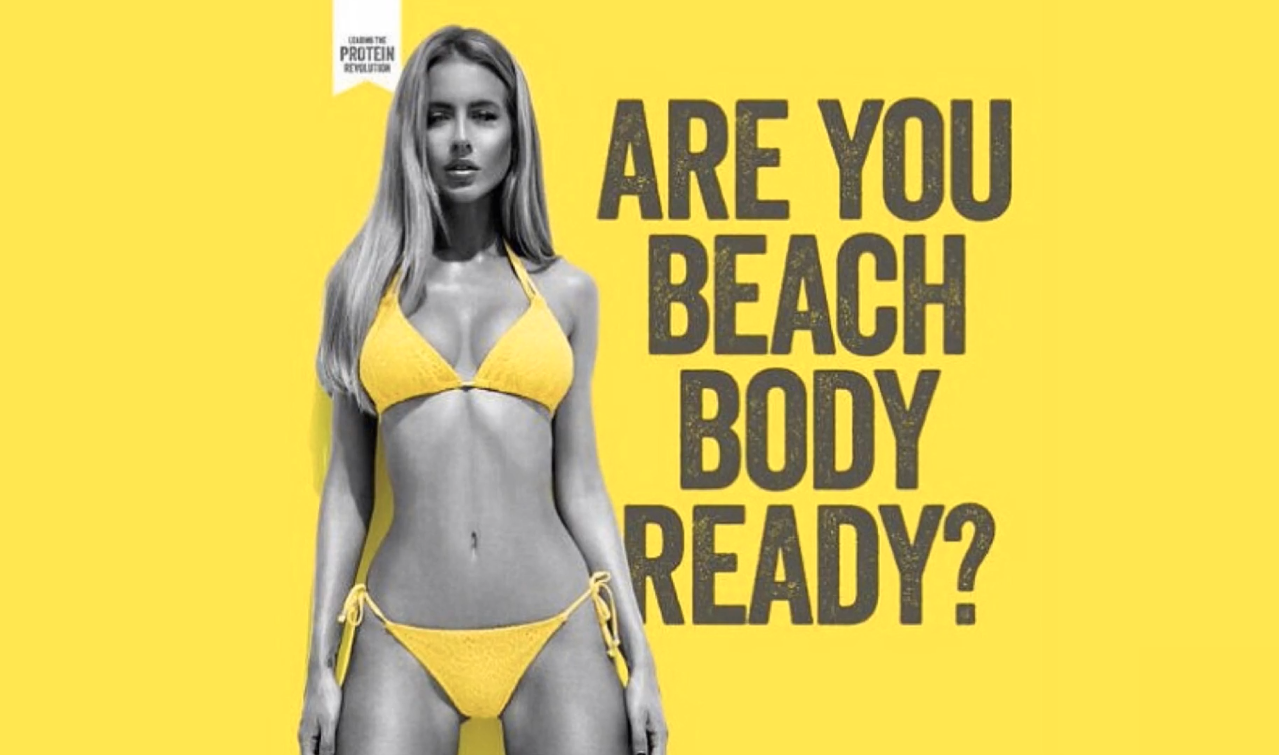 LEADING THE
PROTEIN
REVOLUTION
ARE YOU
BEACH
BODY
READY?